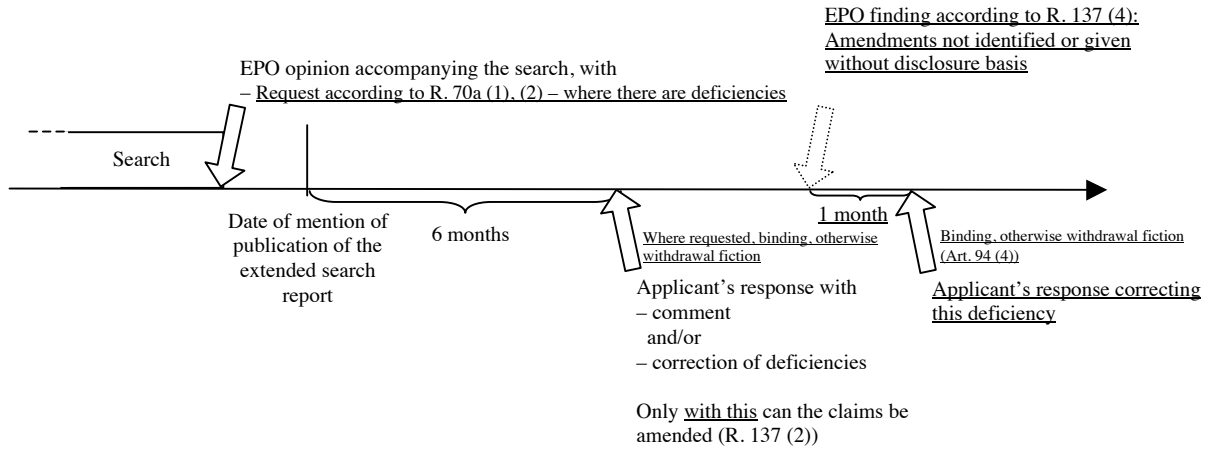 EPO finding according to R. 137 (4):
Amendments not identified or given
without disclosure basis
EPO opinion accompanying the search, with
– Request according to R. 70a (1), (2) – where there are deficiencies
Search
Date of mention of
publication of the
extended search
report
6 months
Where requested, binding, otherwise
withdrawal fiction
Applicant’s response with
– comment
and/or
– correction of deficiencies
Only with this can the claims be
amended (R. 137 (2))
1 month
Binding, otherwise withdrawal fiction
(Art. 94 (4))
Applicant’s response correcting
this deficiency